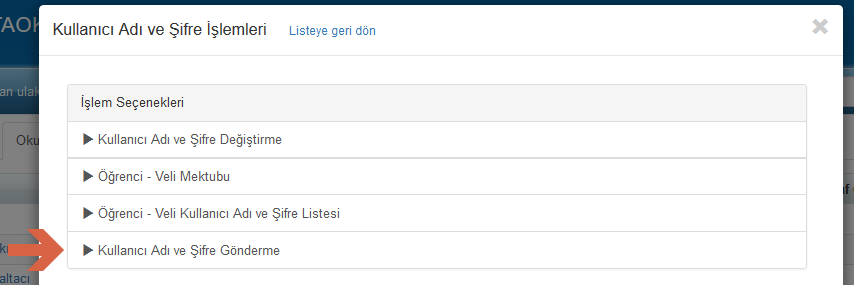 TAOK
Kullanıcı Adı ve Şifre İşlemleri Listeye geri dön
an ulak
İşlem Seçenekleri
Oku
Kullanıcı Adı ve Şifre Değiştirme
Öğrenci - Veli Mektubu
Öğrenci - Veli Kullanıcı Adı ve Şifre Listesi
Kullanıcı Adı ve Şifre Gönderme
altacı